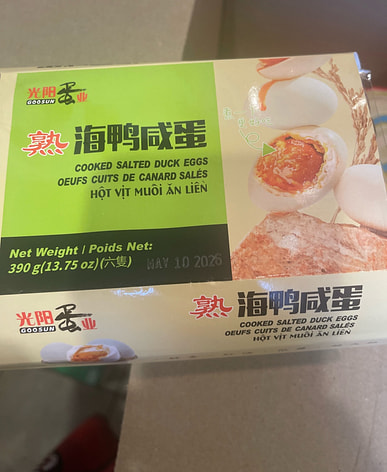 光阳蛋业
GOOSUN
熟 海鸭咸蛋
COOKED SALTED DUCK EGGS
OEUFS CUITS DE CANARD SALÉS
HỘT VỊT MUỐI ĂN LIỀN
Net Weight / Poids Net:
390 g(13.75 oz)(六隻)
MAY 10 2026
光阳蛋业
GOOSUN
熟 海鸭咸蛋
COOKED SALTED DUCK EGGS
OEUFS CUITS DE CANARD SALÉS
HỘT VỊT MUỐI ĂN LIỀN